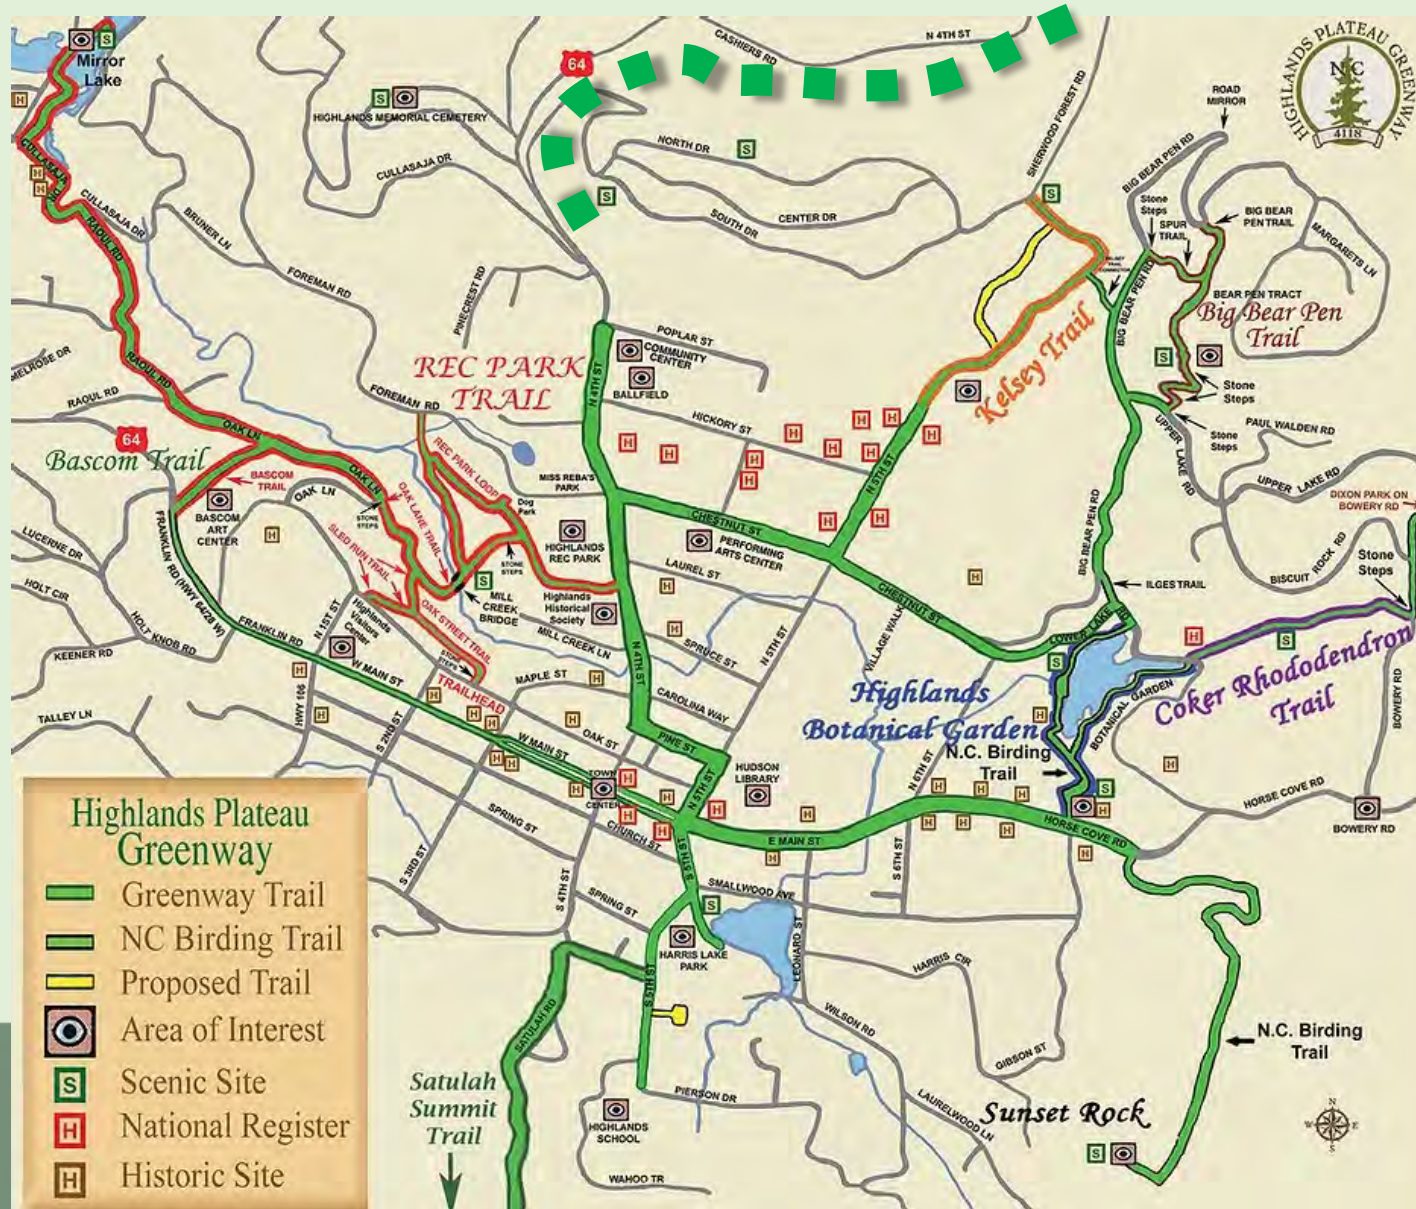 Mirror
Lake
64
CASHIERS RD
N 4TH ST
HIGHLANDS PLATEAU GREENWAY
NC
4118
HIGHLANDS MEMORIAL CEMETERY
SHERWOOD FOREST RD
ROAD
MIRROR
BIG BEAR PEN RD
NORTH DR
CENTER DR
SOUTH DR
CULLASAJA DR
CULLASAJA DR
CULLASAJA DR
RAOUL RD
BRUNER LN
FOREMAN RD
PINECREST RD
Stone
Steps
SPUR
TRAIL
BIG BEAR
PEN TRAIL
MARGARETS LN
BIG BEAR PEN RD
BEAR PEN TRACT
Big Bear Pen
Trail
Kelsey Trail
Stone
Steps
Stone
Steps
UPPER LAKE RD
PAUL WALDEN RD
UPPER LAKE RD
POPLAR ST
COMMUNITY
CENTER
BALLFIELD
N 4TH ST
HICKORY ST
REC PARK
TRAIL
MELROSE DR
RAOUL RD
RAOUL RD
FOREMAN RD
OAK LN
64
Bascom Trail
BASCOM
TRAIL
BASCOM
ART
CENTER
OAK LN
OAK LN
STONE
STEPS
OAK LANE TRAIL
REC PARK LOOP
Dog
Park
MISS REBA'S
PARK
HIGHLANDS
REC PARK
STONE
STEPS
CHESTNUT ST
PERFORMING
ARTS CENTER
N 5TH ST
DIXON PARK ON
BOWERY RD
BIG BEAR PEN RD
BISCUIT ROCK RD
Stone
Steps
ILGES TRAIL
LUCERNE DR
HOLT CIR
HOLT KNOB RD
KEENER RD
TALLEY LN
FRANKLIN RD (HWY 6428 W)
FRANKLIN RD
SLED RUN TRAIL
Highlands
Visitors
Center
N 1ST ST
OAK STREET TRAIL
STONE
STEPS
TRAILHEAD
MILL
CREEK
BRIDGE
Highlands
Historical
Society
MILL CREEK LN
LAUREL ST
SPRUCE ST
N 4TH ST
N 5TH ST
CAROLINA WAY
CHESTNUT ST
VILLAGE WALK
LOWER LAKE RD
Highlands
Botanical Garden
BOTANICAL GARDEN
Coker Rhododendron
Trail
BOWERY RD
HWY 106
W MAIN ST
S 2ND ST
MAPLE ST
OAK ST
W MAIN ST
PINE ST
TOWN
CENTER
N 5TH ST
HUDSON
LIBRARY
N 6TH ST
N.C. Birding
Trail
HORSE COVE RD
BOWERY RD
HORSE COVE RD
E MAIN ST
S 3RD ST
SPRING ST
CHURCH ST
S 5TH ST
S 4TH ST
SPRING ST
SMALLWOOD AVE
S 6TH ST
HARRIS LAKE
PARK
LEONARD ST
HARRIS CIR
S 5TH ST
SATULAH RD
WILSON RD
GIBSON ST
N.C. Birding
Trail
PIERSON DR
LAURELWOOD LN
Sunset Rock
Satulah
Summit
Trail
HIGHLANDS
SCHOOL
WAHOO TR
N
W E
S
Highlands Plateau
Greenway
Greenway Trail
NC Birding Trail
Proposed Trail
Area of Interest
S Scenic Site
H National Register
H Historic Site